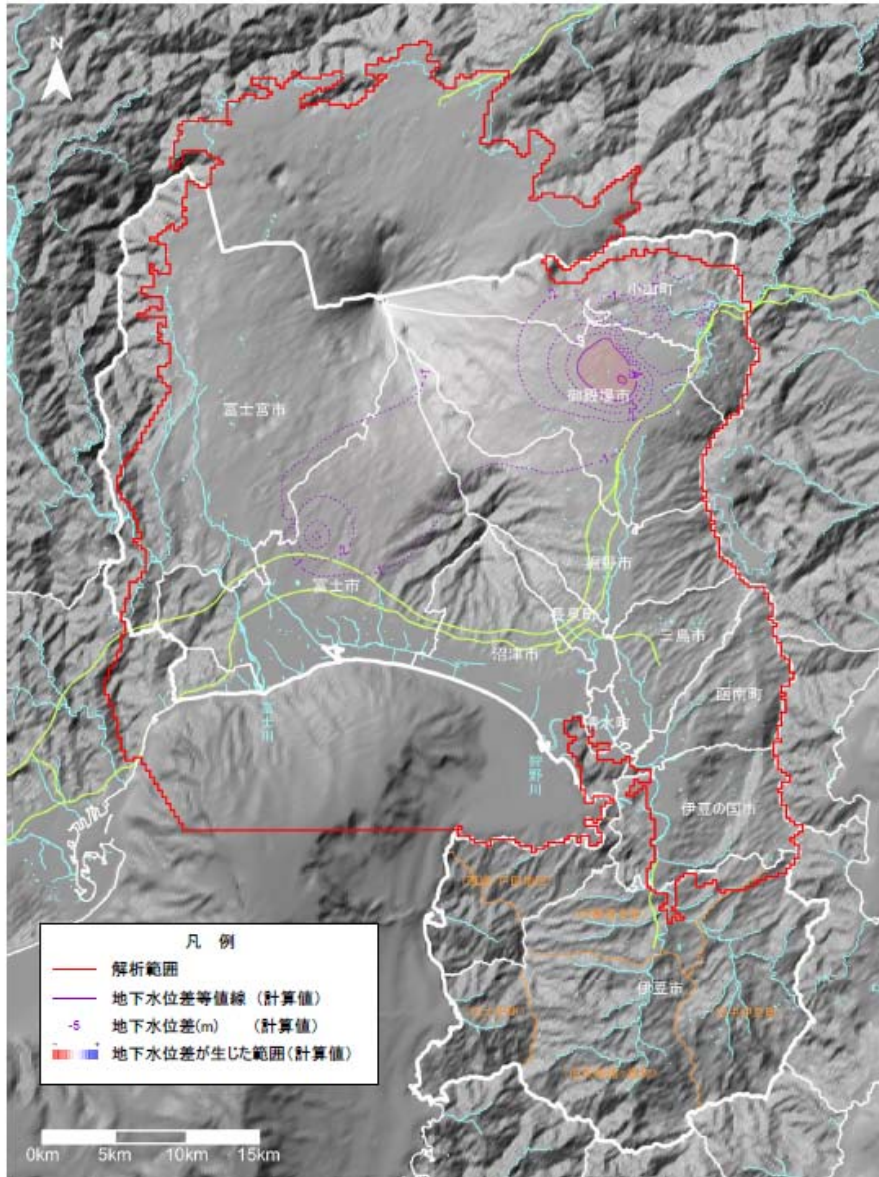 N
小山町
-1
御殿場市
富士宮市
-1
-1
-2
裾野市
富士市
長泉町
三島市
沼津市
函南町
清水町
富士川
狩野川
伊豆の国市
伊豆市
凡 例
解析範囲
地下水位差等値線 (計算値)
-5 地下水位差(m) (計算値)
- +
地下水位差が生じた範囲(計算値)
0km 5km 10km 15km